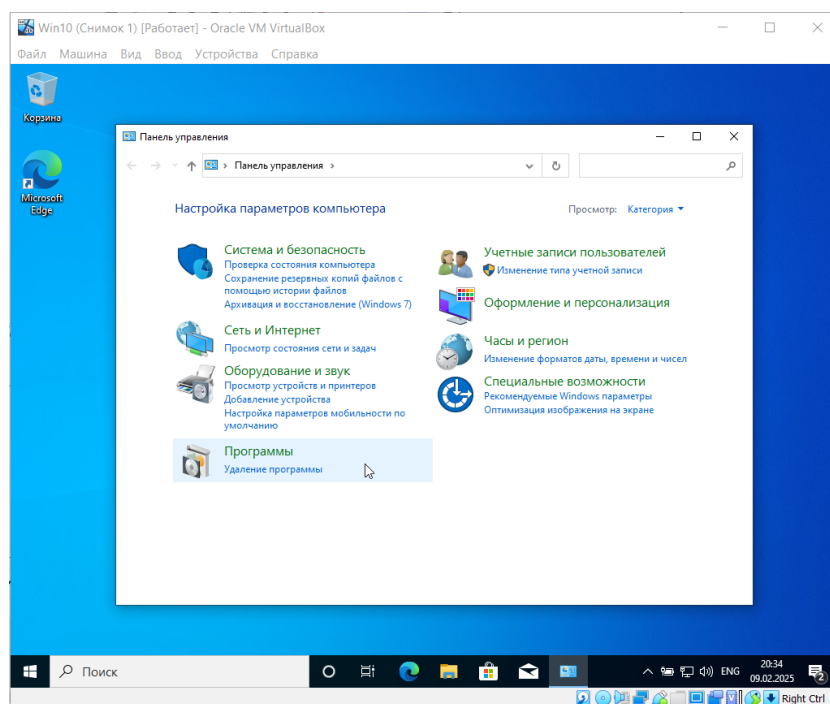 Win10 (Снимок 1) [Работает] - Oracle VM VirtualBox
Файл Машина Вид Ввод Устройства Справка
Корзина
Microsoft
Edge
Панель управления
Панель управления
Настройка параметров компьютера
Просмотр: Категория
Система и безопасность
Проверка состояния компьютера
Сохранение резервных копий файлов с
помощью истории файлов
Архивация и восстановление (Windows 7)
Сеть и Интернет
Просмотр состояния сети и задач
Оборудование и звук
Просмотр устройств и принтеров
Добавление устройства
Настройка параметров мобильности по
умолчанию
Программы
Удаление программы
Учетные записи пользователей
Изменение типа учетной записи
Оформление и персонализация
Часы и регион
Изменение форматов даты, времени и чисел
Специальные возможности
Рекомендуемые Windows параметры
Оптимизация изображения на экране
Поиск
ENG
20:34
09.02.2025
2
Right Ctrl